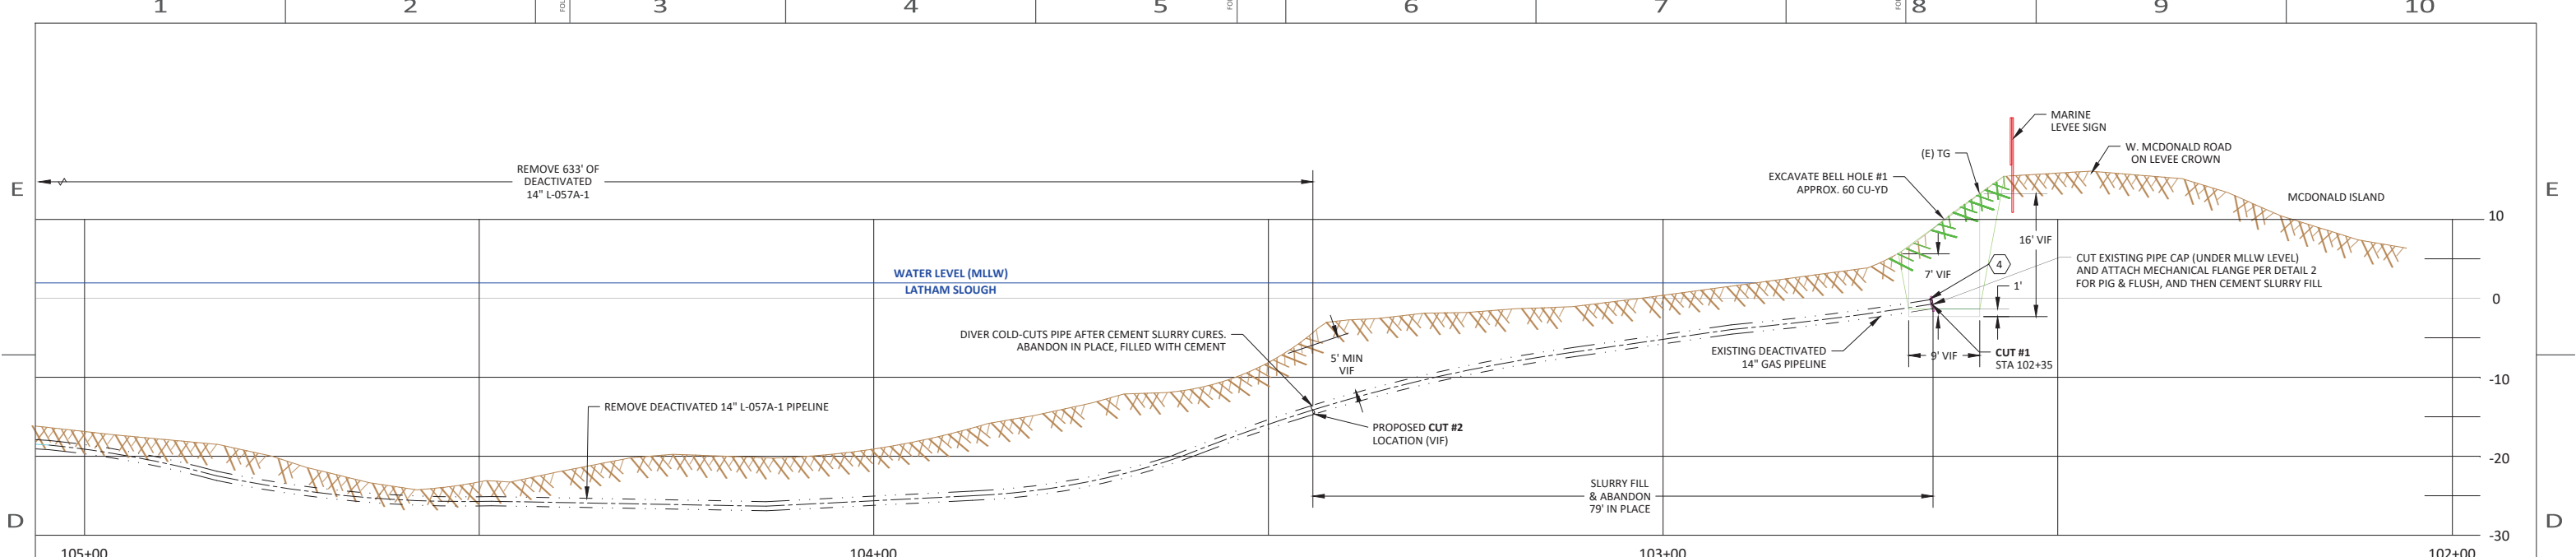 1 2 3 4 5 6 7 8 9 10
E
E
REMOVE 633' OF
DEACTIVATED
14" L-057A-1
MARINE
LEVEE SIGN
(E) TG
W. MCDONALD ROAD
ON LEVEE CROWN
EXCAVATE BELL HOLE #1
APPROX. 60 CU-YD
MCDONALD ISLAND
10
16' VIF
WATER LEVEL (MLLW)
LATHAM SLOUGH
7' VIF
4
CUT EXISTING PIPE CAP (UNDER MLLW LEVEL)
AND ATTACH MECHANICAL FLANGE PER DETAIL 2
FOR PIG & FLUSH, AND THEN CEMENT SLURRY FILL
1'
0
DIVER COLD-CUTS PIPE AFTER CEMENT SLURRY CURES.
ABANDON IN PLACE, FILLED WITH CEMENT
5' MIN
VIF
EXISTING DEACTIVATED
14" GAS PIPELINE
9' VIF
CUT #1
STA 102+35
-10
REMOVE DEACTIVATED 14" L-057A-1 PIPELINE
PROPOSED CUT #2
LOCATION (VIF)
-20
SLURRY FILL
& ABANDON
79' IN PLACE
D
D
-30
105+00 104+00 103+00 102+00